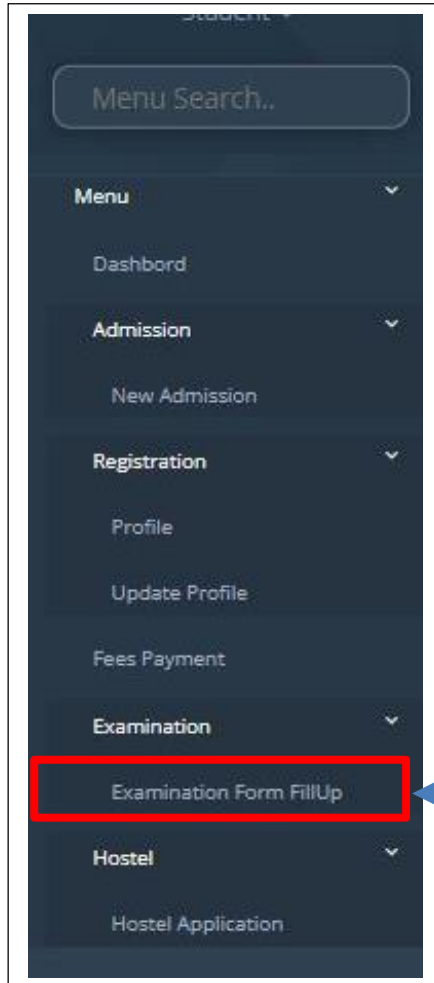 Student
Menu Search..
Menu
Dashbord
Admission
New Admission
Registration
Profile
Update Profile
Fees Payment
Examination
Examination Form FillUp
Hostel
Hostel Application